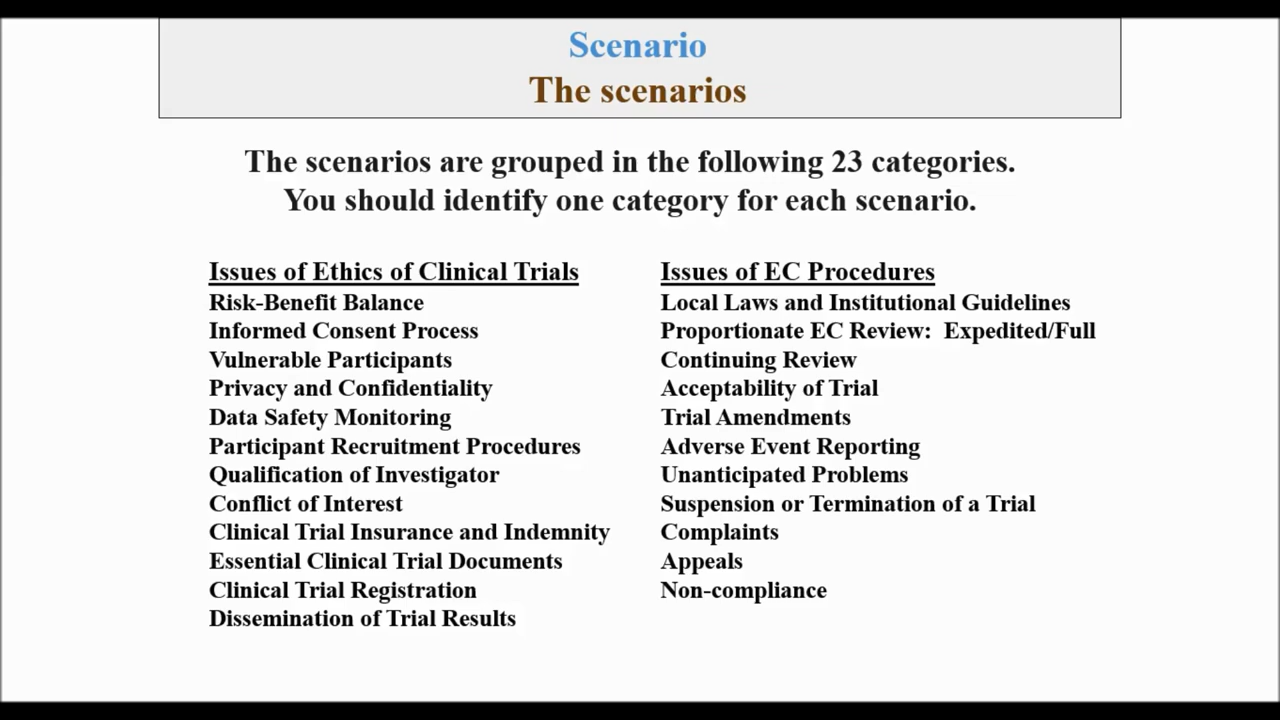 Scenario
The scenarios
The scenarios are grouped in the following 23 categories.
You should identify one category for each scenario.
Issues of Ethics of Clinical Trials
Risk-Benefit Balance
Informed Consent Process
Vulnerable Participants
Privacy and Confidentiality
Data Safety Monitoring
Participant Recruitment Procedures
Qualification of Investigator
Conflict of Interest
Clinical Trial Insurance and Indemnity
Essential Clinical Trial Documents
Clinical Trial Registration
Dissemination of Trial Results
Issues of EC Procedures
Local Laws and Institutional Guidelines
Proportionate EC Review: Expedited/Full
Continuing Review
Acceptability of Trial
Trial Amendments
Adverse Event Reporting
Unanticipated Problems
Suspension or Termination of a Trial
Complaints
Appeals
Non-compliance